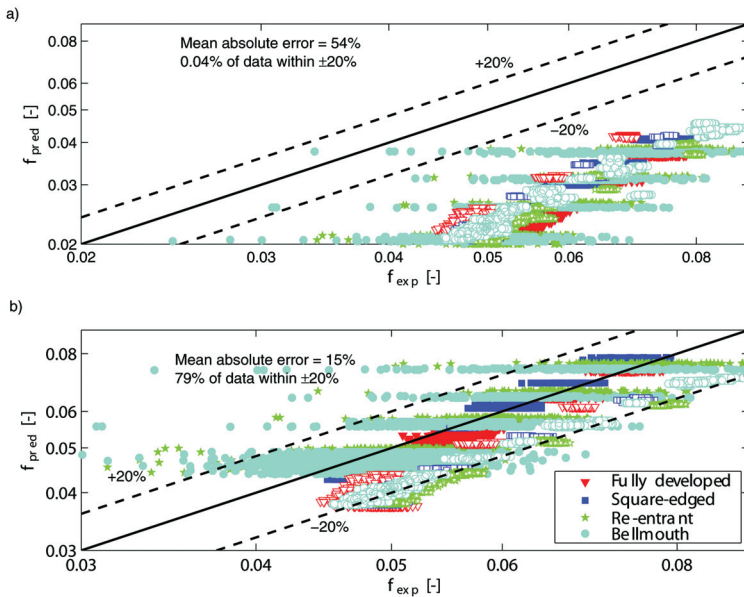 a)
Mean absolute error = 54%
0.04% of data within ±20%
+20%
−20%
0.08
0.06
0.05
0.04
0.03
0.02
f pred [-]
0.02
0.03
0.04
0.05
0.06
0.08
f exp [-]
b)
Mean absolute error = 15%
79% of data within ±20%
+20%
−20%
0.08
0.06
0.05
0.04
0.03
f pred [-]
Fully developed
Square-edged
Re-entrant
Bellmouth
0.03
0.04
0.05
0.06
0.08
f exp [-]